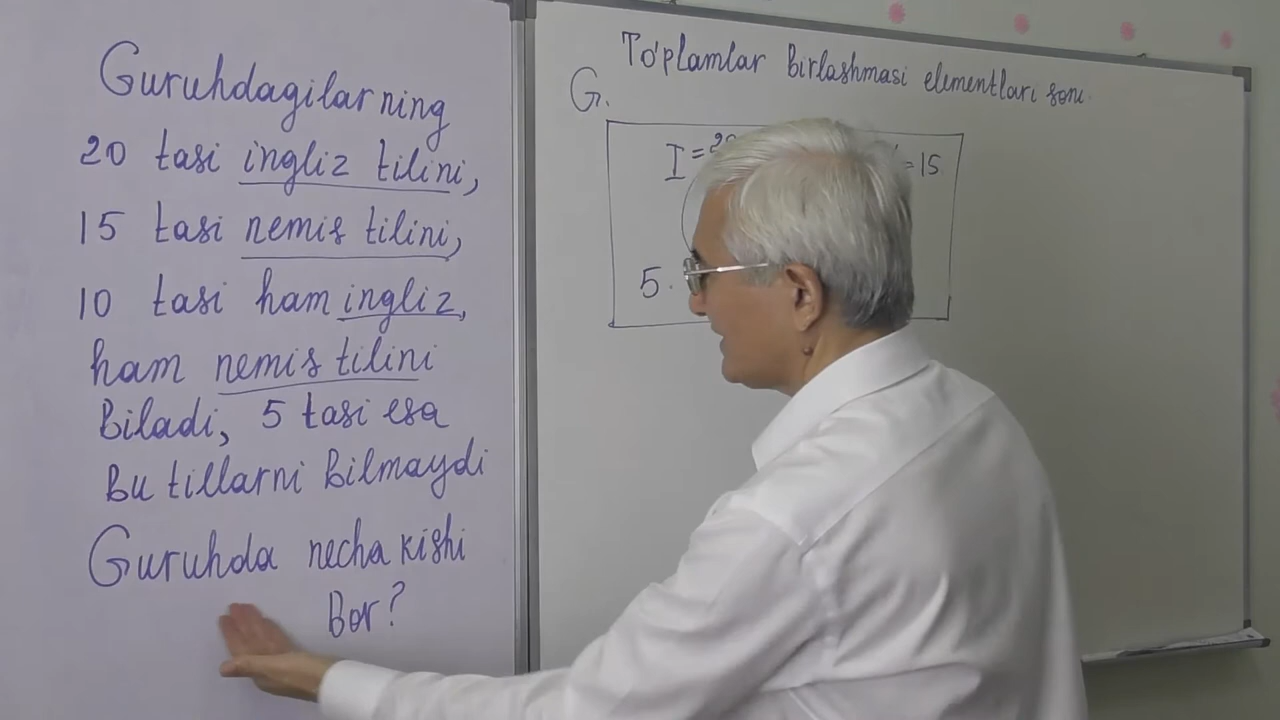 Guruhdagilarning
20 tasi ingliz tilini,
15 tasi nemis tilini,
10 tasi ham ingliz,
ham nemis tilini
Biladi, 5 tasi esa
Bu tillarni Bilmaydi
Guruhda necha kishi
Bor?
To'plamlar Birlashmasi elementlari soni.
G.
I = 20
=15
5.